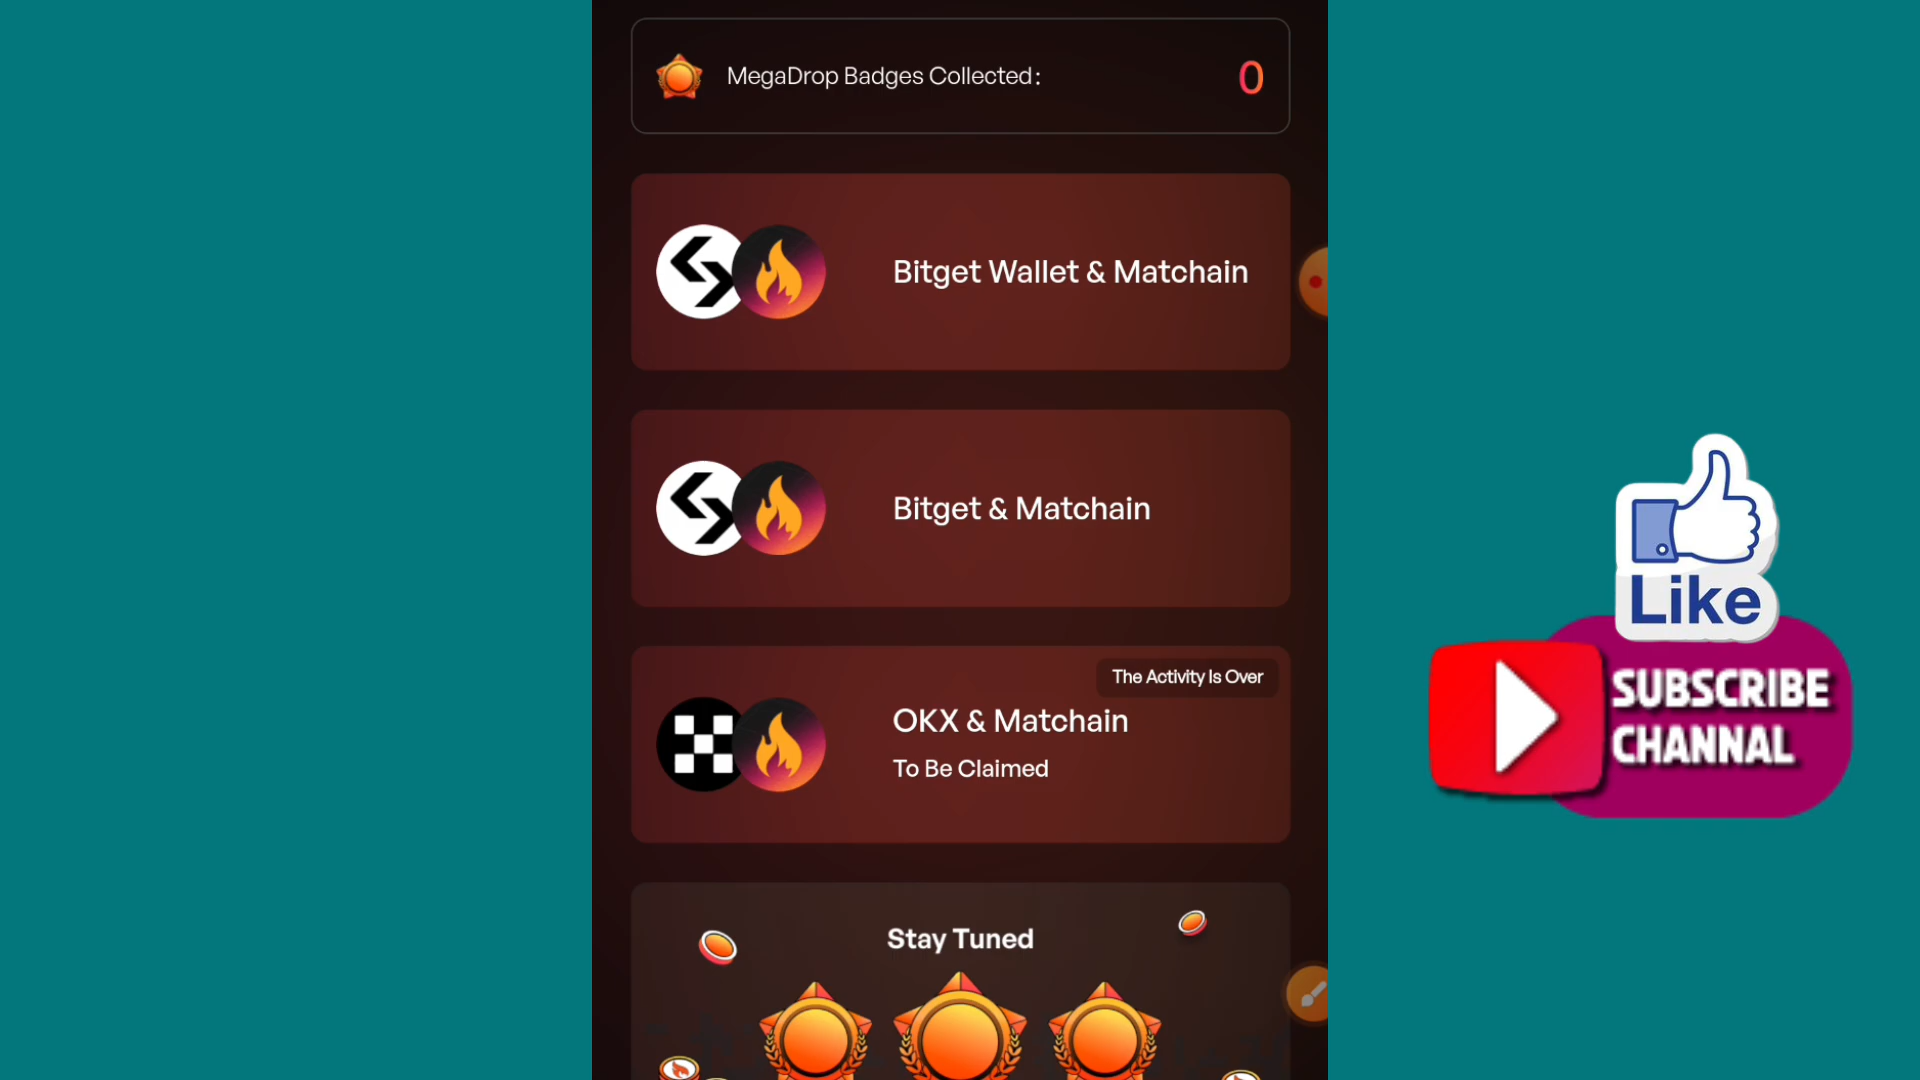 MegaDrop Badges Collected:
0
Bitget Wallet & Matchain
Bitget & Matchain
The Activity Is Over
OKX & Matchain
To Be Claimed
Stay Tuned
Like
SUBSCRIBE
CHANNAL